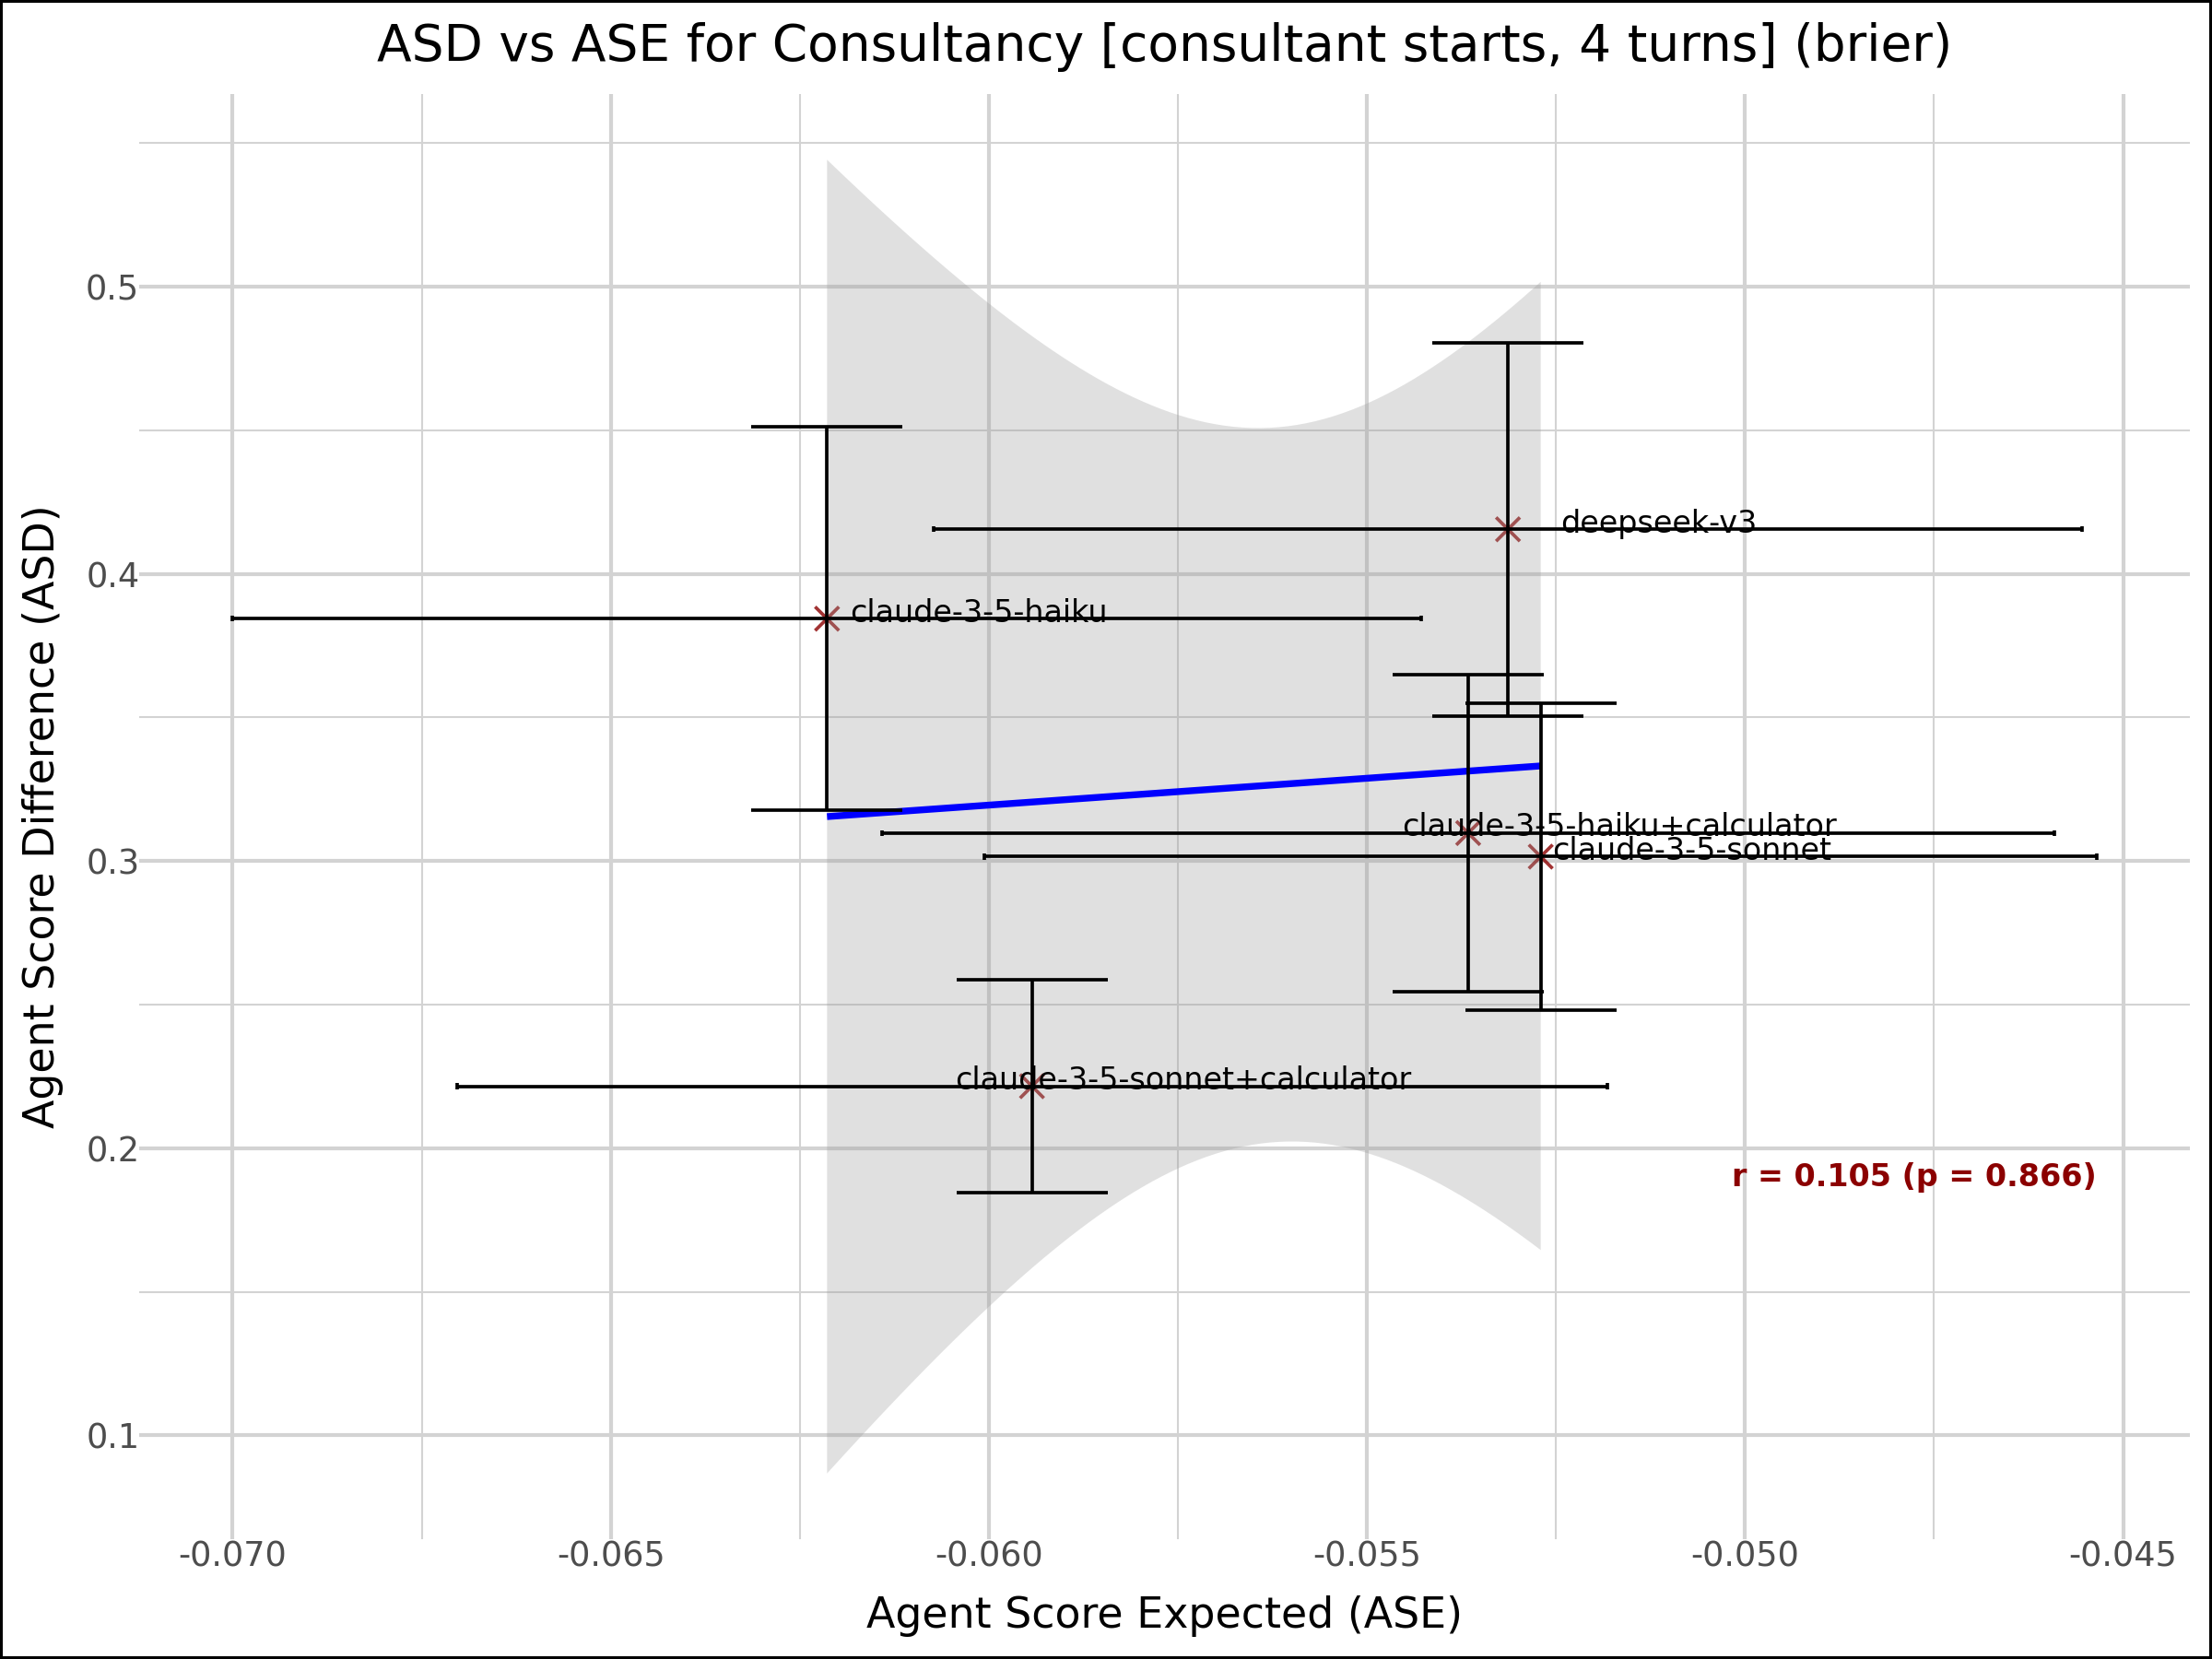 ASD vs ASE for Consultancy [consultant starts, 4 turns] (brier)
Agent Score Difference (ASD)
0.5
0.4
0.3
0.2
0.1
deepseek-v3
claude-3-5-haiku
claude-3-5-haiku+calculator
claude-3-5-sonnet
claude-3-5-sonnet+calculator
r = 0.105 (p = 0.866)
-0.070 -0.065 -0.060 -0.055 -0.050 -0.045
Agent Score Expected (ASE)